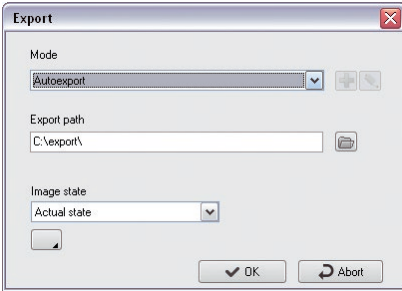 Export
Mode
Autoexport
Export path
C:\export\
Image state
Actual state
OK
Abort